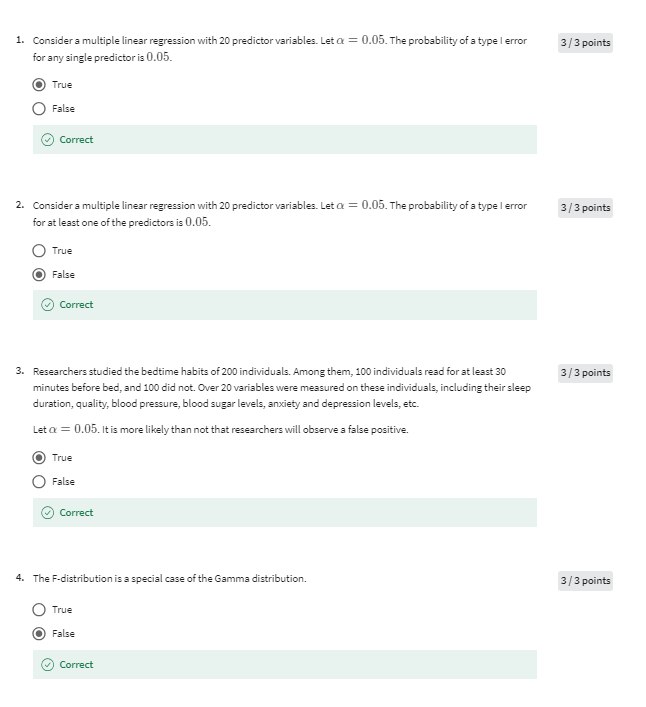 1. Consider a multiple linear regression with 20 predictor variables. Let α = 0.05. The probability of a type I error
for any single predictor is 0.05.
3 / 3 points
True
False
Correct
2. Consider a multiple linear regression with 20 predictor variables. Let α = 0.05. The probability of a type I error
for at least one of the predictors is 0.05.
3 / 3 points
True
False
Correct
3. Researchers studied the bedtime habits of 200 individuals. Among them, 100 individuals read for at least 30
minutes before bed, and 100 did not. Over 20 variables were measured on these individuals, including their sleep
duration, quality, blood pressure, blood sugar levels, anxiety and depression levels, etc.
3 / 3 points
Let α = 0.05. It is more likely than not that researchers will observe a false positive.
True
False
Correct
4. The F-distribution is a special case of the Gamma distribution.
3 / 3 points
True
False
Correct